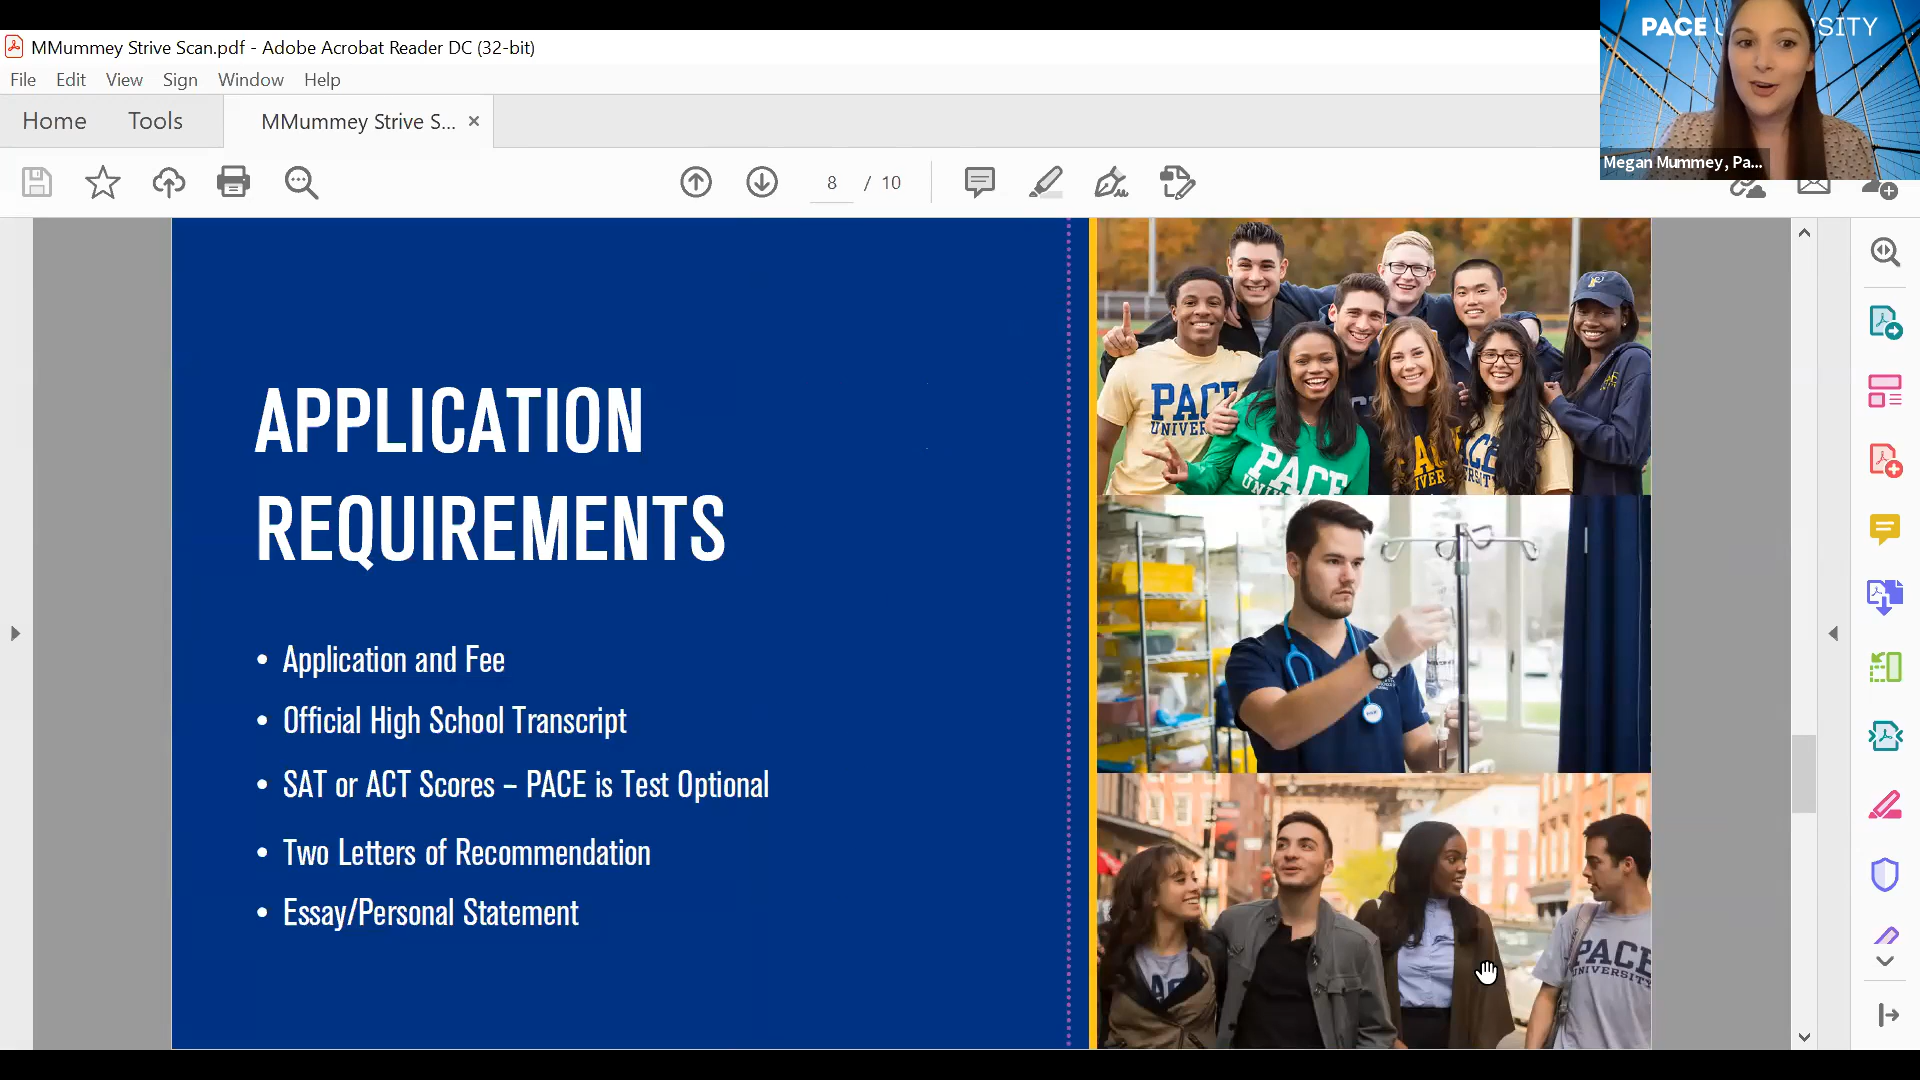 MMummey Strive Scan.pdf - Adobe Acrobat Reader DC (32-bit)
File Edit View Sign Window Help
Home Tools MMummey Strive S... ×
8 / 10
PACE
Megan Mummey, Pa...
APPLICATION
REQUIREMENTS
• Application and Fee
• Official High School Transcript
• SAT or ACT Scores – PACE is Test Optional
• Two Letters of Recommendation
• Essay/Personal Statement
PACE
UNIVER
PACE
PACE
UNIVERSITY